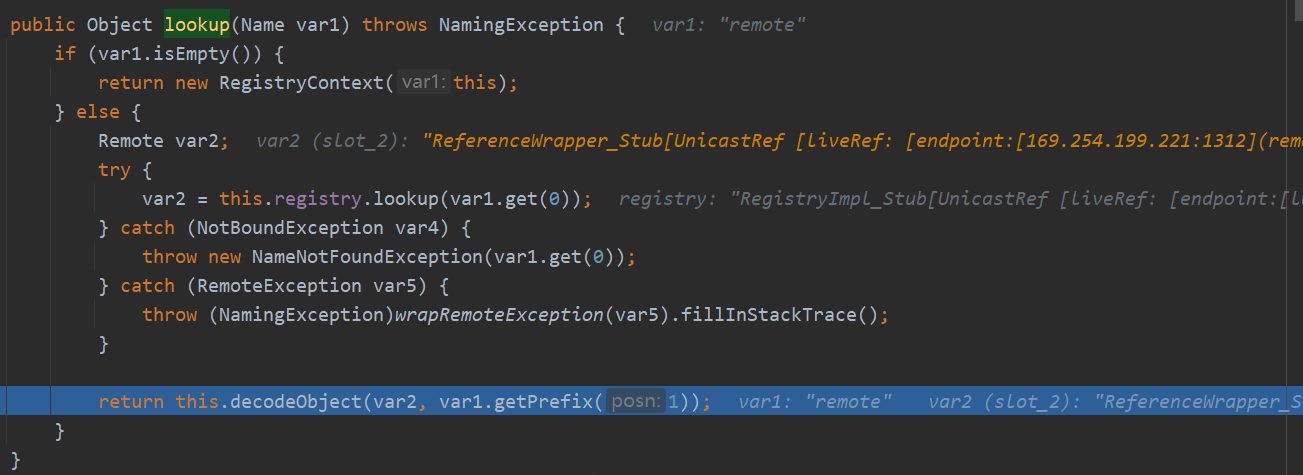 public Object lookup(Name var1) throws NamingException { var1: "remote"
if (var1.isEmpty()) {
return new RegistryContext( var1: this);
} else {
Remote var2; var2 (slot_2): "ReferenceWrapper_Stub[UnicastRef [liveRef: [endpoint:[169.254.199.221:1312](rem
try {
var2 = this.registry.lookup(var1.get(0)); registry: "RegistryImpl_Stub[UnicastRef [liveRef: [endpoint:[l
} catch (NotBoundException var4) {
throw new NameNotFoundException(var1.get(0));
} catch (RemoteException var5) {
throw (NamingException)wrapRemoteException(var5).fillInStackTrace();
}
return this.decodeObject(var2, var1.getPrefix( posn: 1)); var1: "remote" var2 (slot_2): "ReferenceWrapper_S
}
}